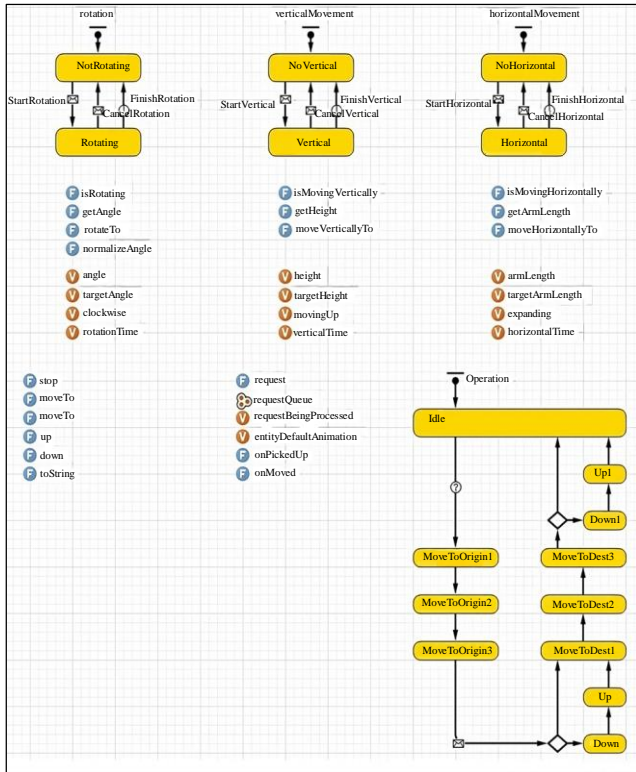 rotation
verticalMovement
horizontalMovement
NotRotating
NoVertical
NoHorizontal
StartRotation
FinishRotation
CancelRotation
StartVertical
FinishVertical
CancelVertical
StartHorizontal
FinishHorizontal
CancelHorizontal
Rotating
Vertical
Horizontal
F isRotating
F getAngle
F rotateTo
F normalizeAngle
V angle
V targetAngle
V clockwise
V rotationTime
F isMovingVertically
F getHeight
F moveVerticallyTo
V height
V targetHeight
V movingUp
V verticalTime
F isMovingHorizontally
F getArmLength
F moveHorizontallyTo
V armLength
V targetArmLength
V expanding
V horizontalTime
F stop
F moveTo
F moveTo
F up
F down
F toString
F request
requestQueue
V requestBeingProcessed
V entityDefaultAnimation
F onPickedUp
F onMoved
Operation
Idle
?
Up1
Down1
MoveToOrigin1
MoveToDest3
MoveToOrigin2
MoveToDest2
MoveToOrigin3
MoveToDest1
Up
Down